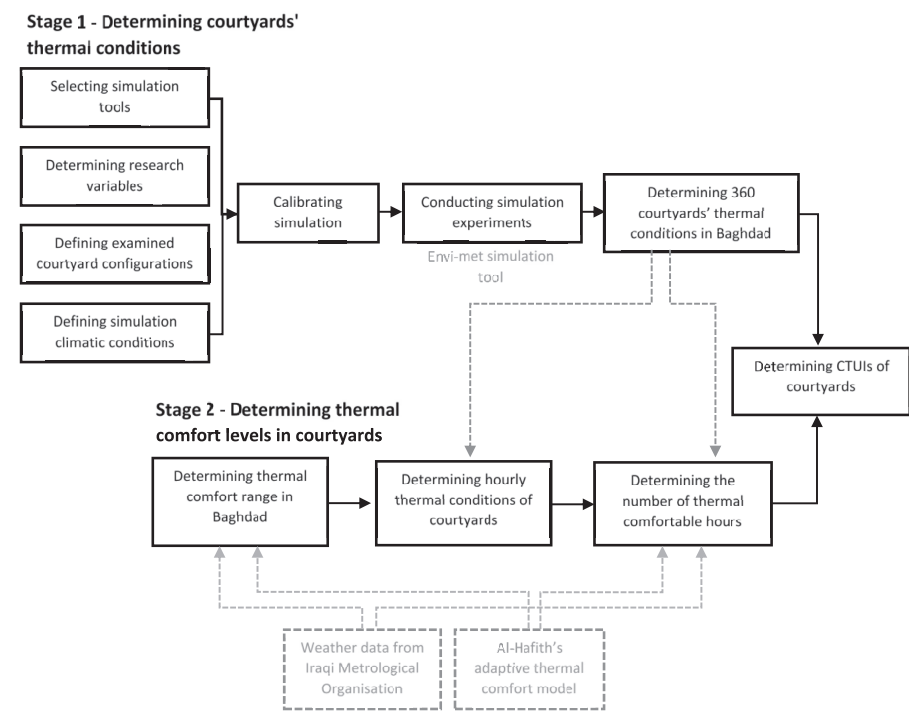 Stage 1 - Determining courtyards'
thermal conditions
Selecting simulation
tools
Determining research
variables
Defining examined
courtyard configurations
Defining simulation
climatic conditions
Calibrating
simulation
Conducting simulation
experiments
Envi-met simulation
tool
Determining 360
courtyards' thermal
conditions in Baghdad
Determining CTUIs of
courtyards
Stage 2 - Determining thermal
comfort levels in courtyards
Determining thermal
comfort range in
Baghdad
Determining hourly
thermal conditions of
courtyards
Determining the
number of thermal
comfortable hours
Weather data from
Iraqi Metrological
Organisation
Al-Hafith's
adaptive thermal
comfort model